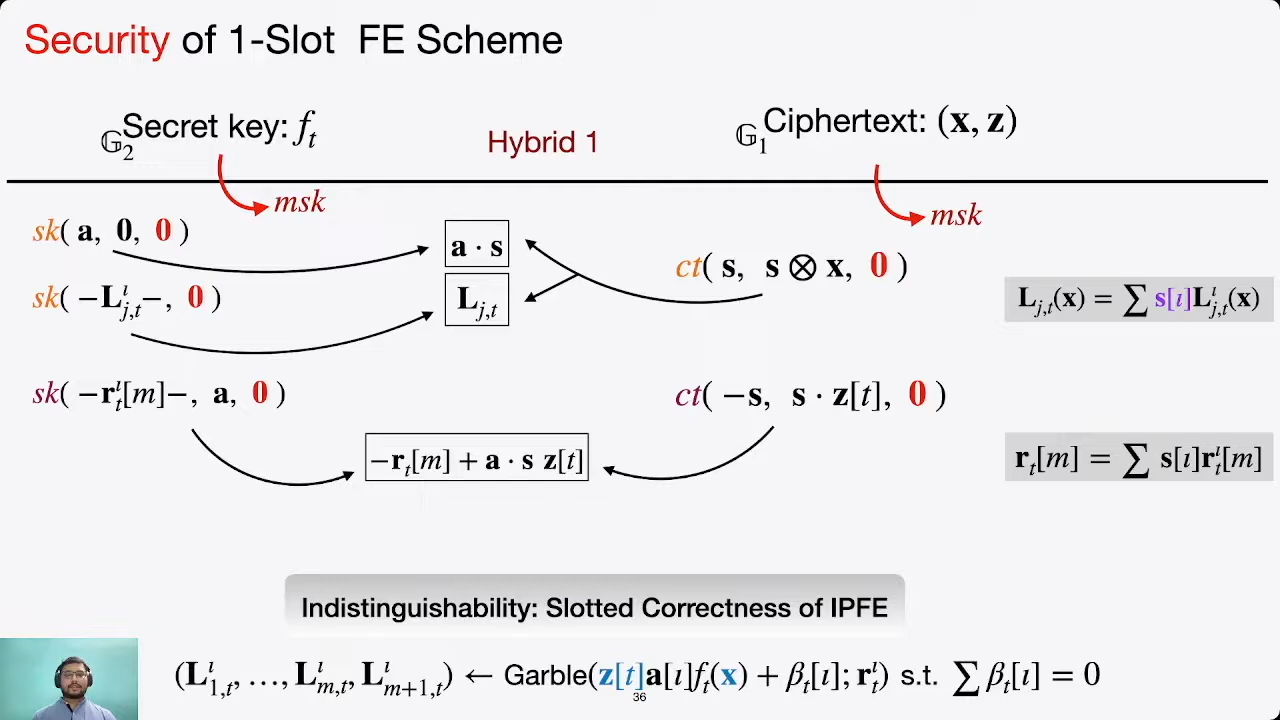 Security of 1-Slot FE Scheme
𝔾₂ Secret key: fₜ
Hybrid 1
𝔾₁ Ciphertext: (x, z)
msk
msk
sk( a, 0, 0 )
a · s
ct( s, s ⊗ x, 0 )
sk( −L^ι_{j,t}−, 0 )
L_{j,t}
L_{j,t}(x) = ∑ s[ι]L^ι_{j,t}(x)
sk( −r^ι_t[m]−, a, 0 )
ct( −s, s · z[t], 0 )
−r_t[m] + a · s z[t]
r_t[m] = ∑ s[ι]r^ι_t[m]
Indistinguishability: Slotted Correctness of IPFE
(L^ι_{1,t}, …, L^ι_{m,t}, L^ι_{m+1,t}) ← Garble(z[t]a[ι]f_t(x) + β_t[ι]; r^ι_t) s.t. ∑ β_t[ι] = 0
36